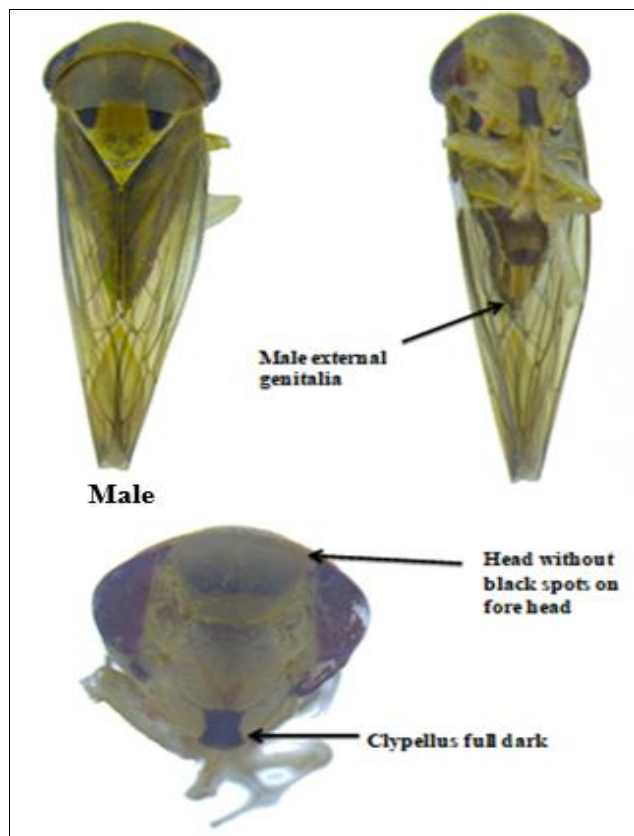 Male external
genitalia
Male
Head without
black spots on
fore head
Clypellus full dark